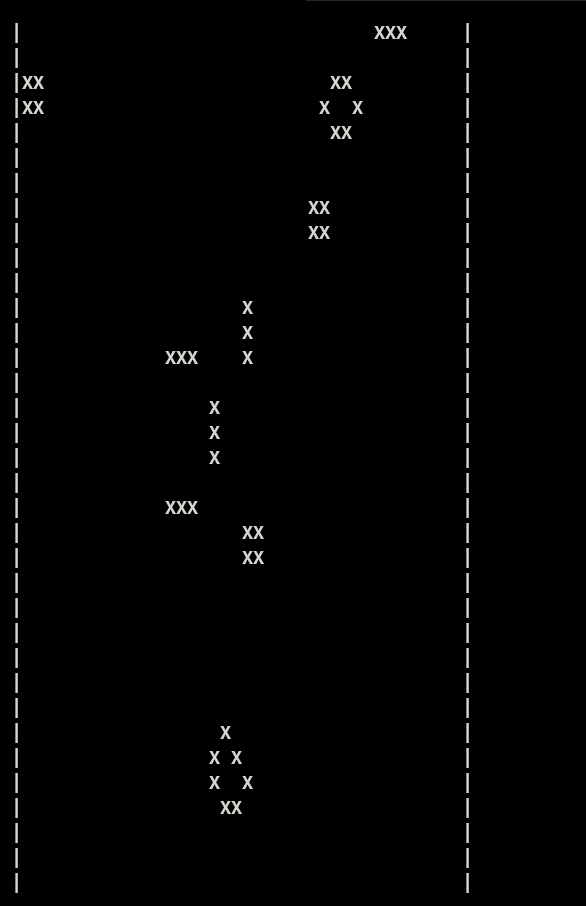 |                                XXX     |
|                                        |
|XX                          XX          |
|XX                         X  X         |
|                            XX          |
|                                        |
|                                        |
|                          XX            |
|                          XX            |
|                                        |
|                                        |
|                    X                   |
|                    X                   |
|             XXX    X                   |
|                                        |
|                 X                      |
|                 X                      |
|                 X                      |
|                                        |
|             XXX                        |
|                    XX                  |
|                    XX                  |
|                                        |
|                                        |
|                                        |
|                                        |
|                                        |
|                                        |
|                  X                     |
|                 X X                    |
|                 X  X                   |
|                  XX                    |
|                                        |
|                                        |
|                                        |